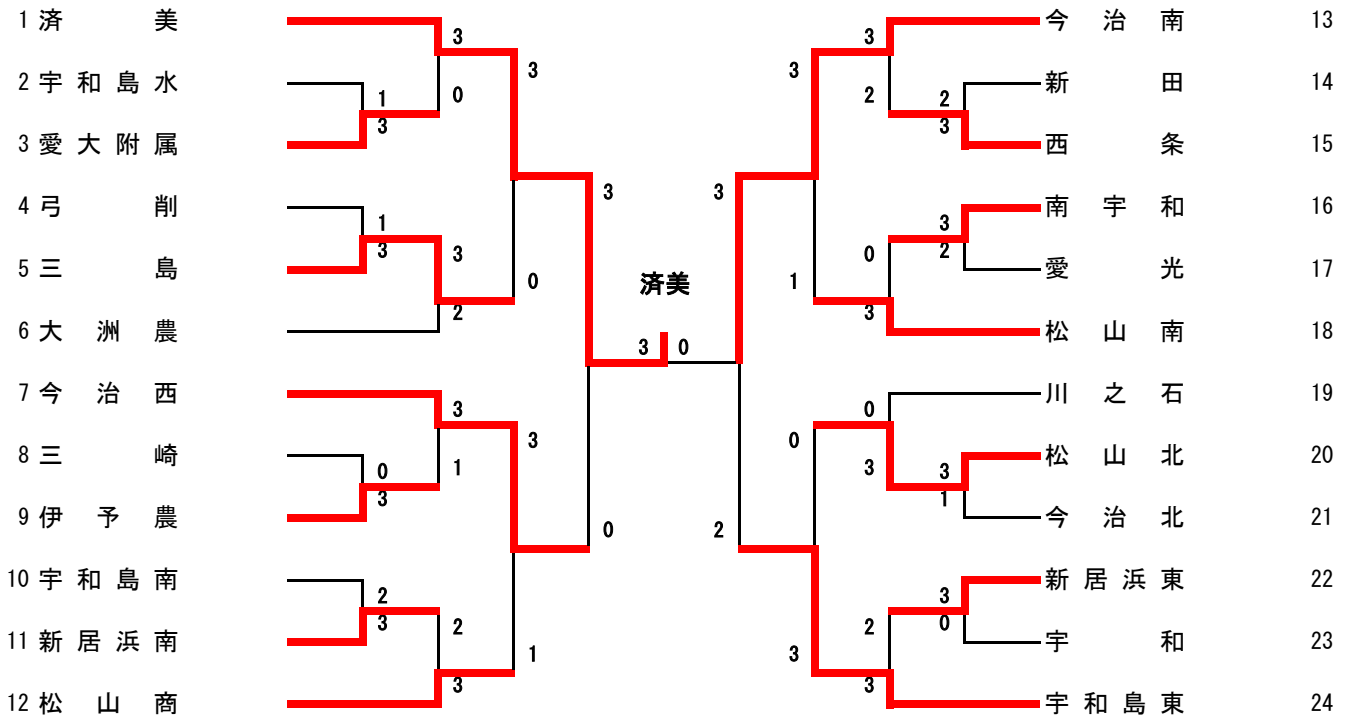 1 済美
2 宇和島水
3 愛大附属
4 弓削
5 三島
6 大洲農
7 今治西
8 三崎
9 伊予農
10 宇和島南
11 新居浜南
12 松山商
3
0
1
3
1
3
3
2
3
1
0
3
2
3
2
3
3
0
3
1
3
0
済美
3 0
3
2
3
1
0
3
3
2
2
3
3
2
0
3
0
3
3
1
2
3
3
0
今治南 13
新田 14
西条 15
南宇和 16
愛光 17
松山南 18
川之石 19
松山北 20
今治北 21
新居浜東 22
宇和 23
宇和島東 24